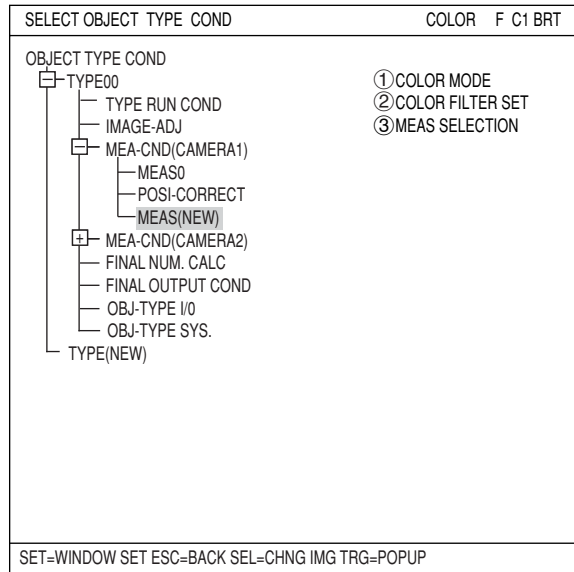 SELECT OBJECT TYPE COND COLOR F C1 BRT
OBJECT TYPE COND
TYPE00
TYPE RUN COND
IMAGE-ADJ
MEA-CND(CAMERA1)
MEAS0
POSI-CORRECT
MEAS(NEW)
MEA-CND(CAMERA2)
FINAL NUM. CALC
FINAL OUTPUT COND
OBJ-TYPE I/0
OBJ-TYPE SYS.
TYPE(NEW)
①COLOR MODE
②COLOR FILTER SET
③MEAS SELECTION
SET=WINDOW SET ESC=BACK SEL=CHNG IMG TRG=POPUP